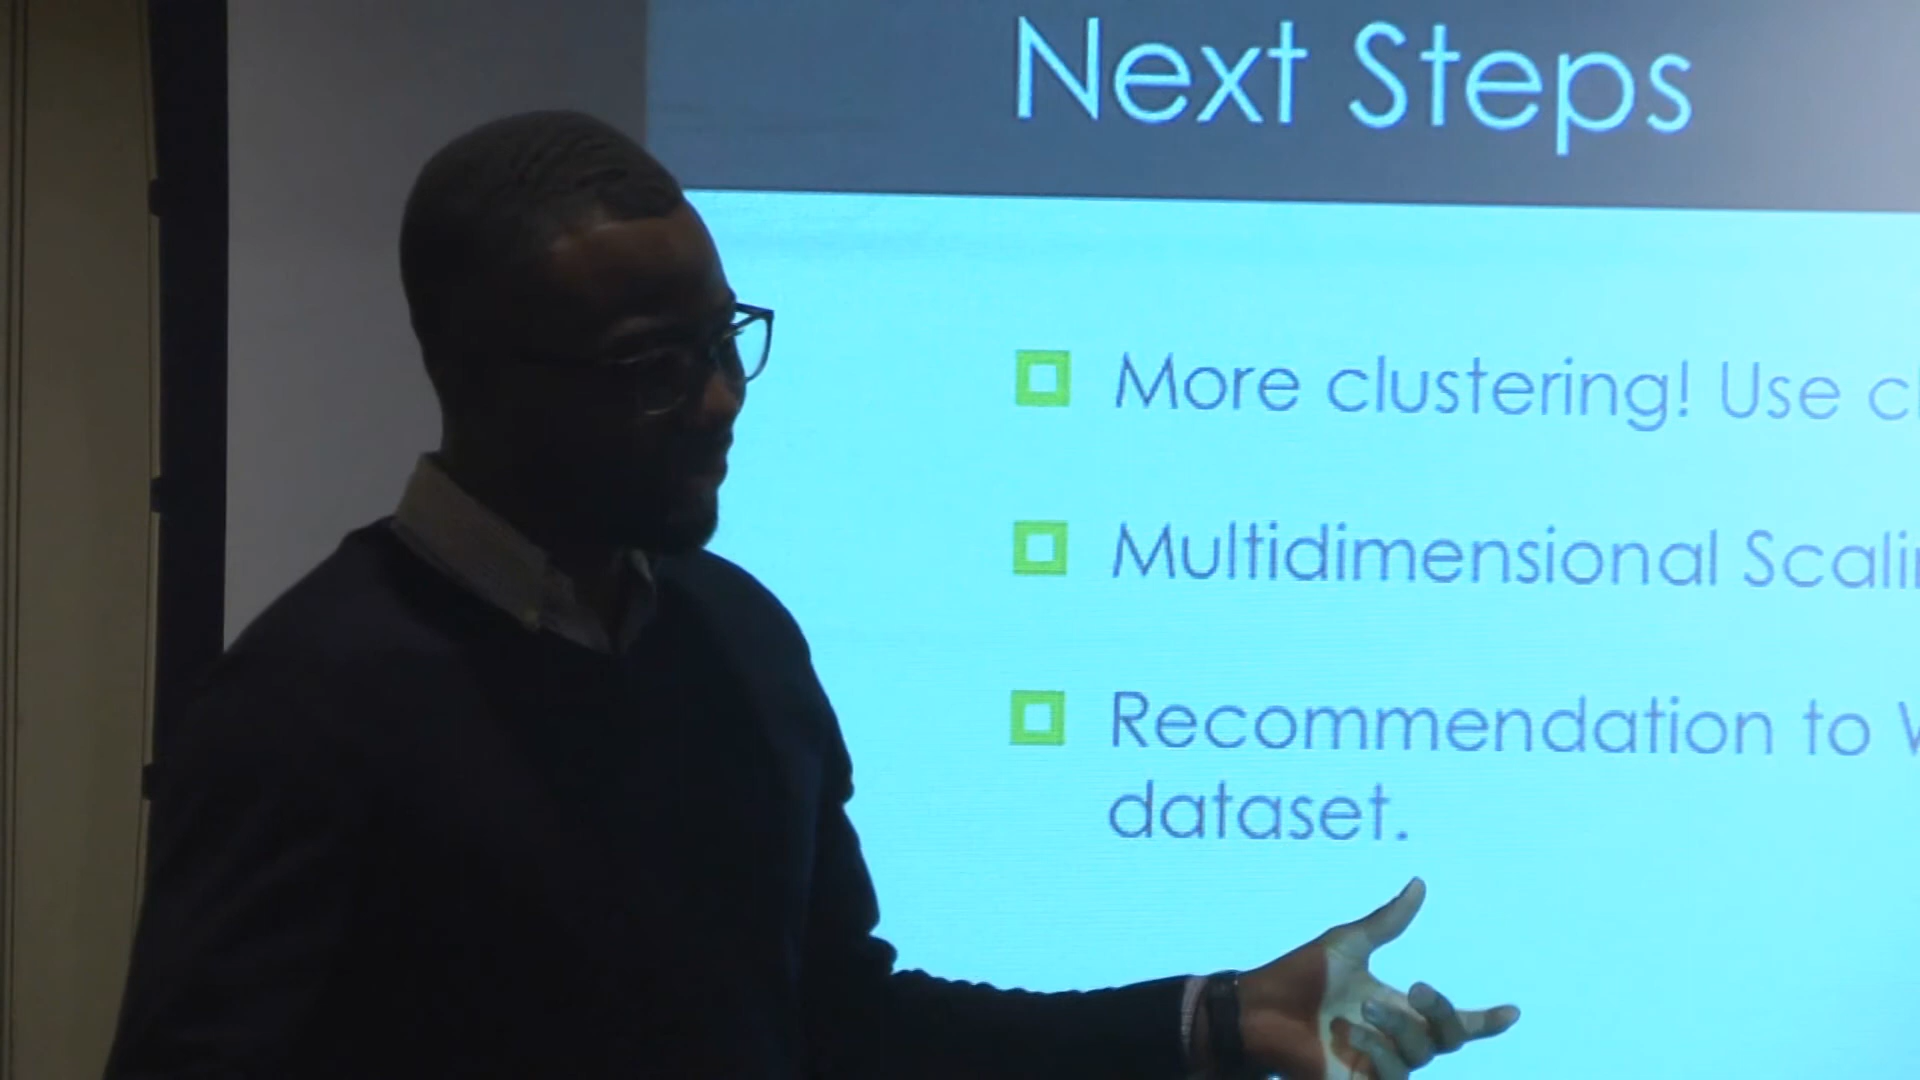 Next Steps
More clustering! Use
Multidimensional
Recommendation to
dataset.